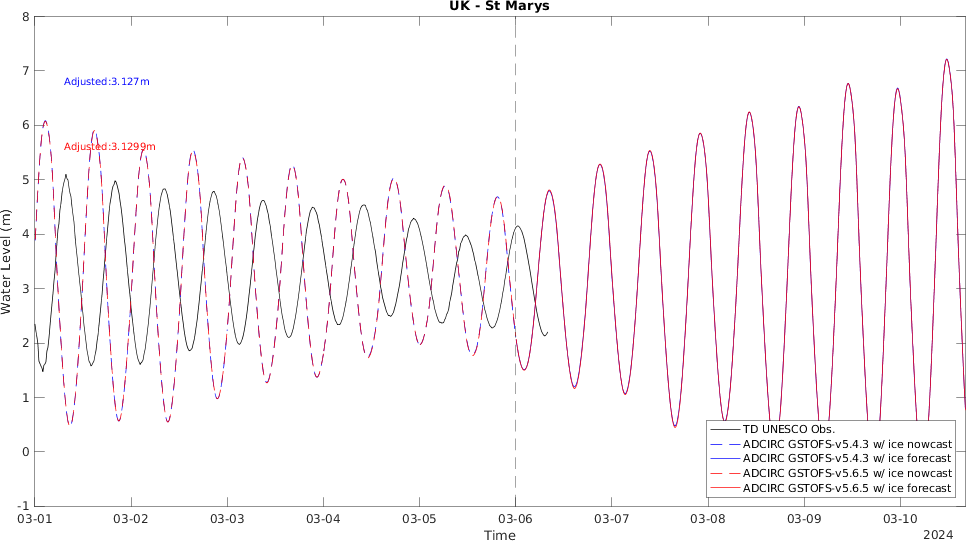 UK - St Marys
8
7
6
5
4
3
2
1
0
-1
Water Level (m)
Adjusted:3.127m
Adjusted:3.1299m
TD UNESCO Obs.
ADCIRC GSTOFS-v5.4.3 w/ ice nowcast
ADCIRC GSTOFS-v5.4.3 w/ ice forecast
ADCIRC GSTOFS-v5.6.5 w/ ice nowcast
ADCIRC GSTOFS-v5.6.5 w/ ice forecast
03-01 03-02 03-03 03-04 03-05 03-06 03-07 03-08 03-09 03-10
Time
2024